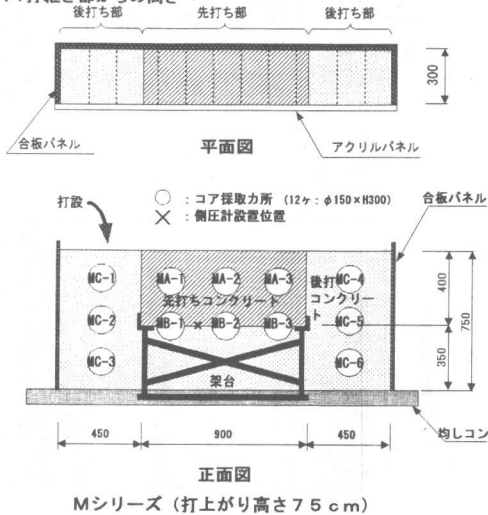 後打ち部 先打ち部 後打ち部
300
合板パネル 平面図 アクリルパネル
打設
○ : コア採取カ所 (12ヶ: φ150×H300)
× : 側圧計設置位置
合板パネル
MC-1 MA-1 MA-2 MA-3 MC-4
先打ちコンクリート
後打コンクリート
MC-2 MB-1 × MB-2 MB-3 MC-5
MC-3 架台 MC-6
400
350
750
450 900 450
均しコン
正面図
Mシリーズ (打上がり高さ75cm)